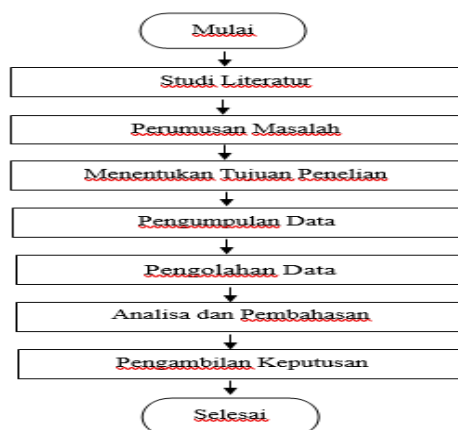 Mulai
Studi Literatur
Perumusan Masalah
Menentukan Tujuan Penelian
Pengumpulan Data
Pengolahan Data
Analisa dan Pembahasan
Pengambilan Keputusan
Selesai